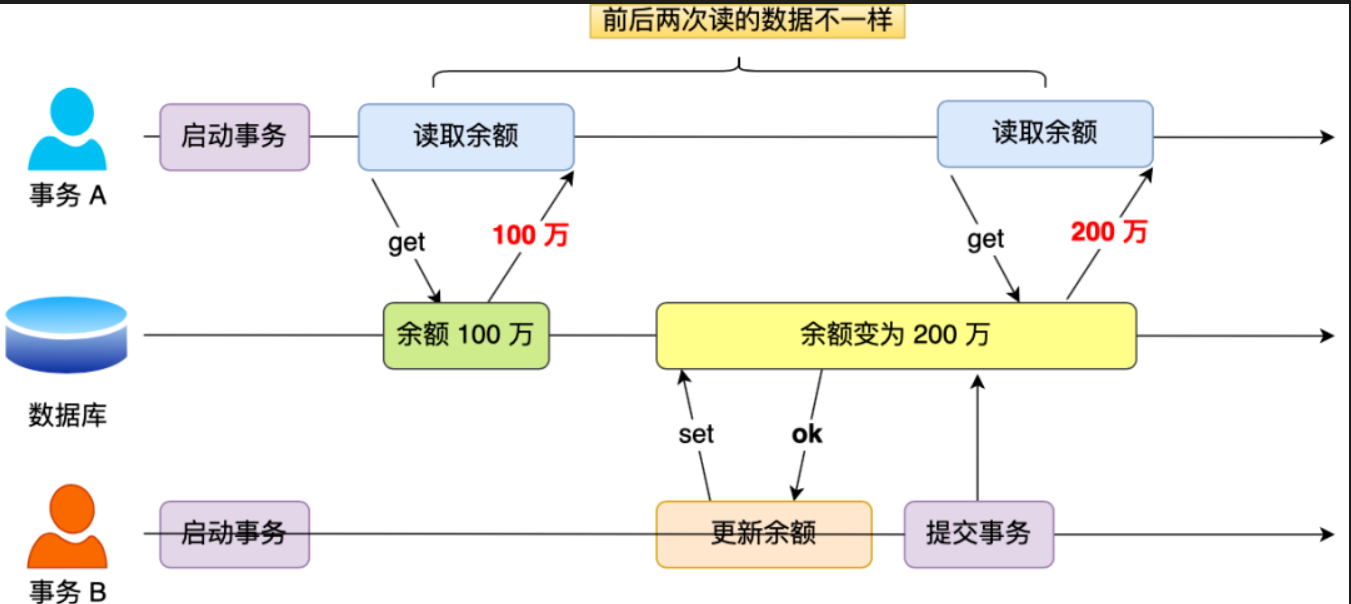 前后两次读的数据不一样
启动事务
读取余额
读取余额
事务 A
get
100 万
get
200 万
余额 100 万
余额变为 200 万
数据库
set
ok
启动事务
更新余额
提交事务
事务 B